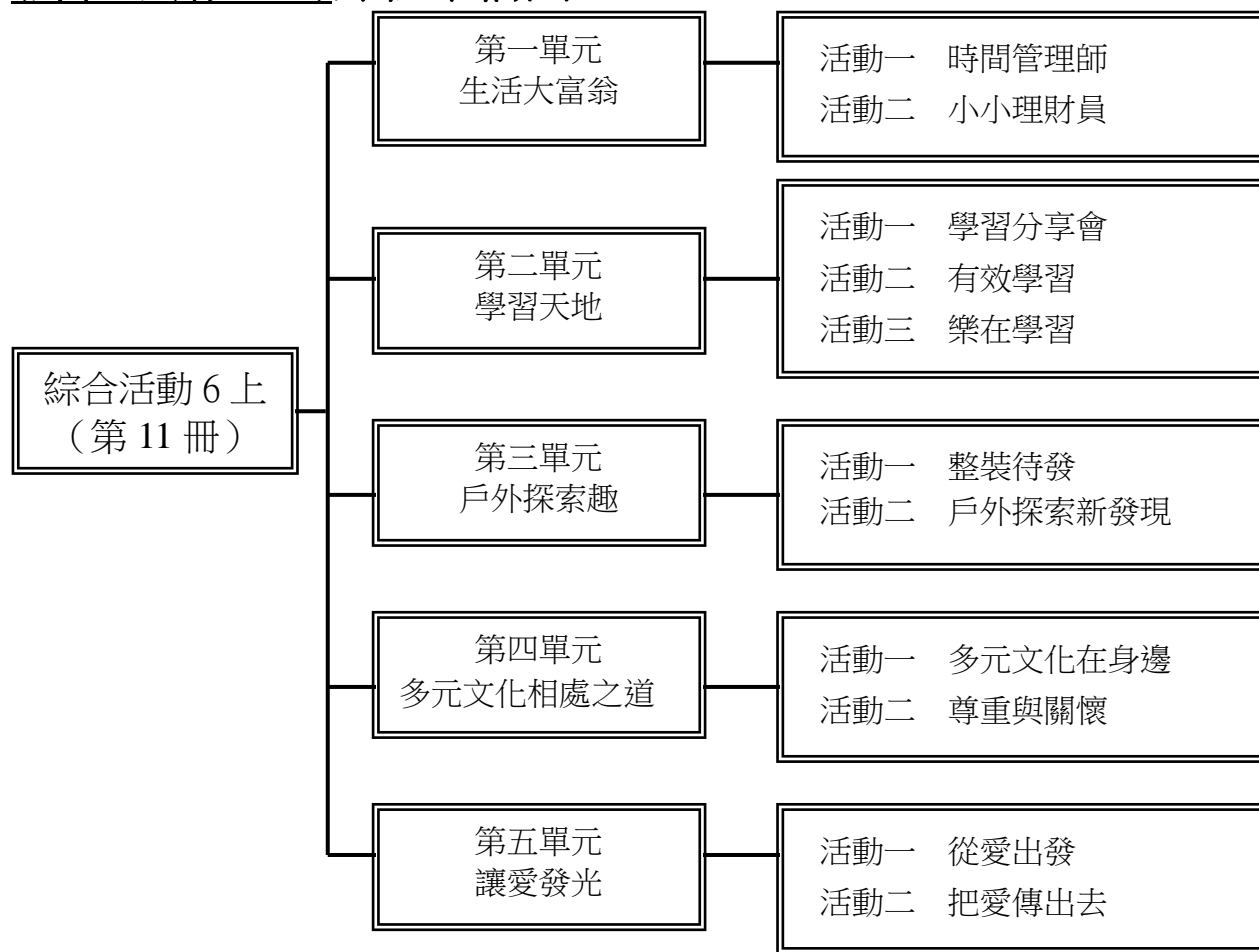 綜合活動 6 上
（第 11 冊）
第一單元
生活大富翁
活動一　時間管理師
活動二　小小理財員
第二單元
學習天地
活動一　學習分享會
活動二　有效學習
活動三　樂在學習
第三單元
戶外探索趣
活動一　整裝待發
活動二　戶外探索新發現
第四單元
多元文化相處之道
活動一　多元文化在身邊
活動二　尊重與關懷
第五單元
讓愛發光
活動一　從愛出發
活動二　把愛傳出去